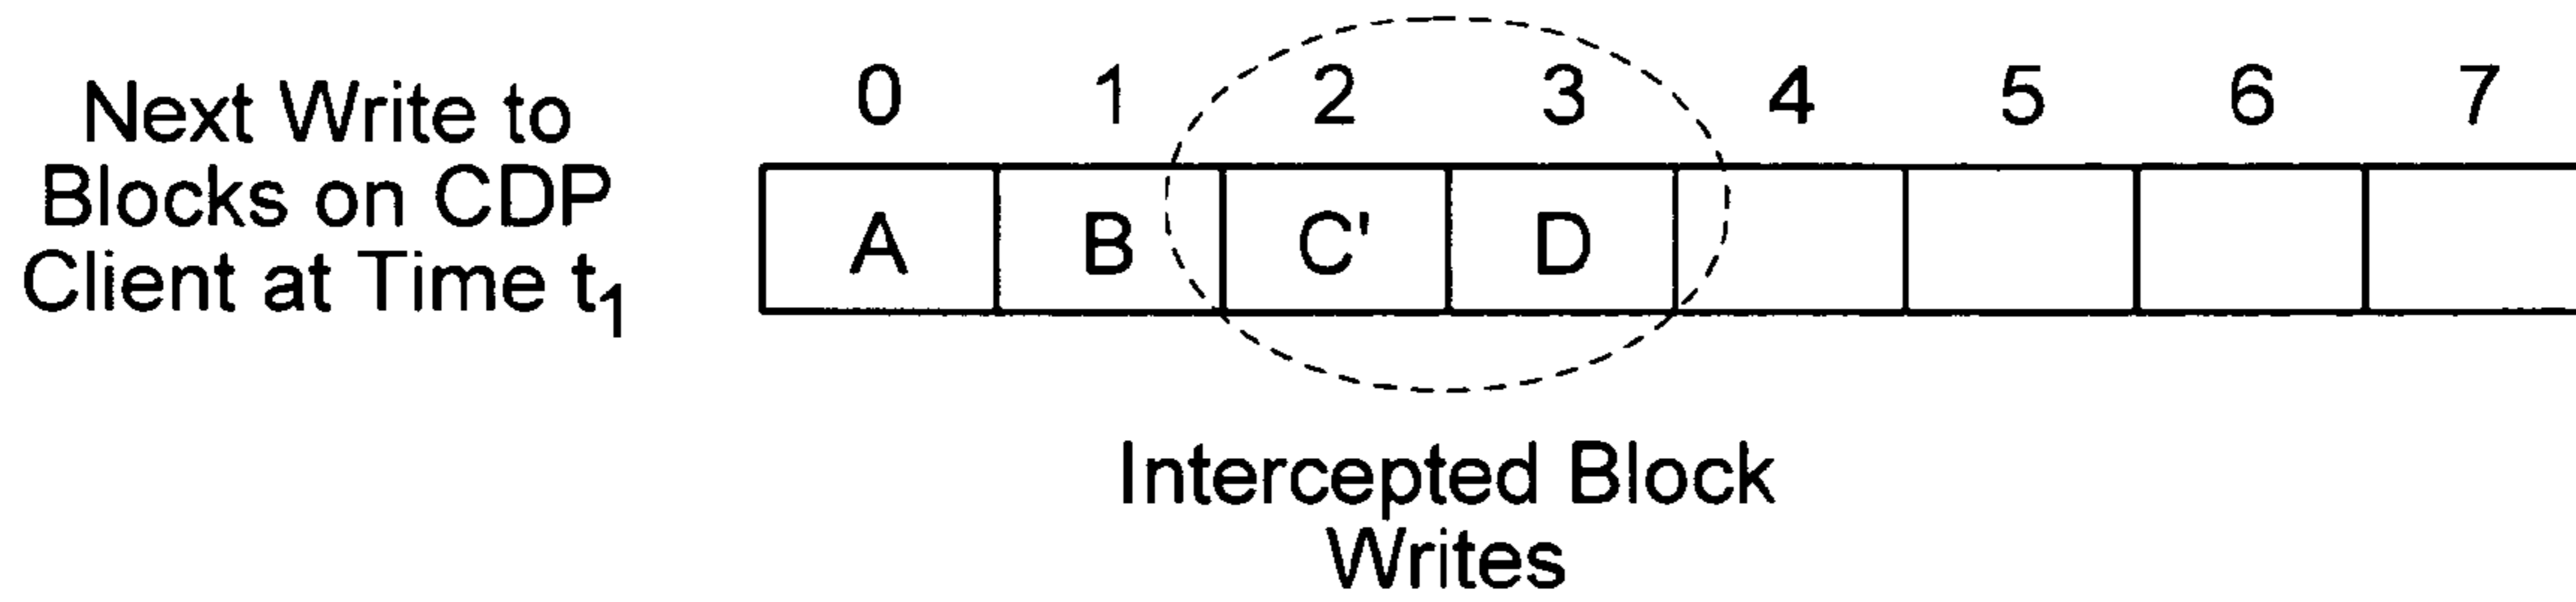 Next Write to
Blocks on CDP
Client at Time t₁
0 1 2 3 4 5 6 7
A B C' D
Intercepted Block
Writes